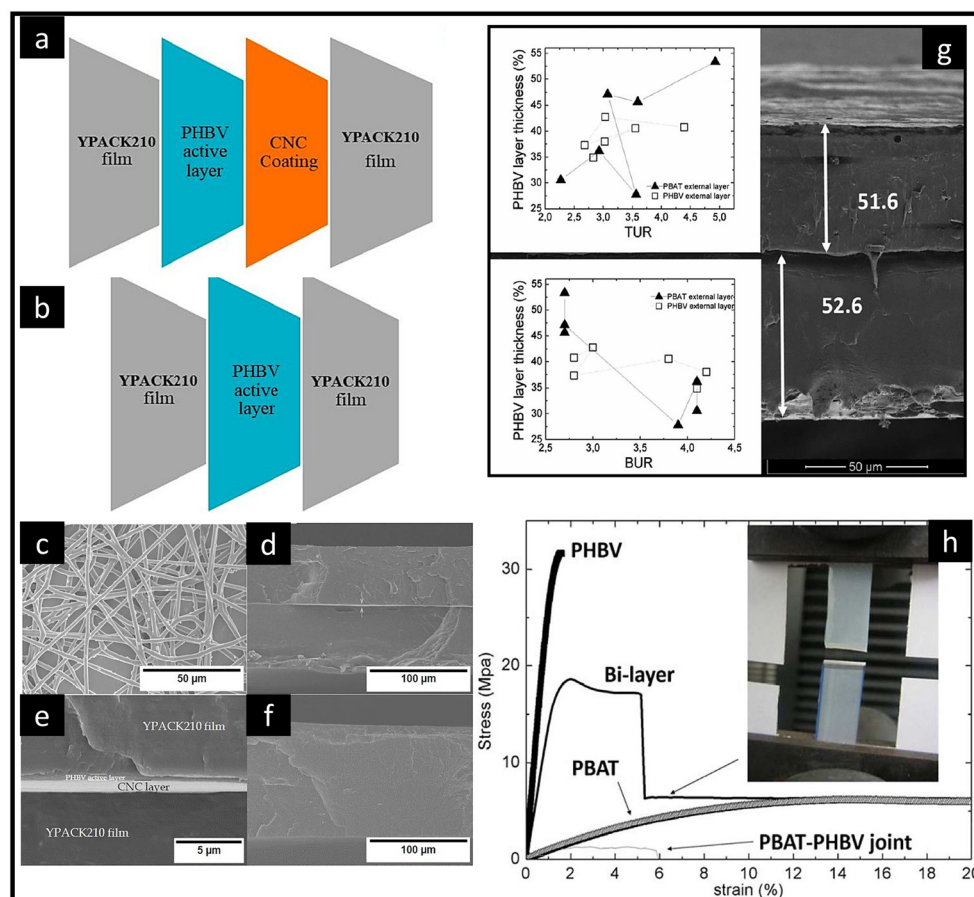 a
YPACK210
film
PHBV
active
layer
CNC
Coating
YPACK210
film
b
YPACK210
film
PHBV
active
layer
YPACK210
film
c
50 µm
d
100 µm
e
YPACK210 film
PHBV active layer
CNC layer
YPACK210 film
5 µm
f
100 µm
g
PHBV layer thickness (%)
55
50
45
40
35
30
25
PBAT external layer
PHBV external layer
2,0 2,5 3,0 3,5 4,0 4,5 5,0
TUR
PHBV layer thickness (%)
55
50
45
40
35
30
25
PBAT external layer
PHBV external layer
2,5 3,0 3,5 4,0 4,5
BUR
51.6
52.6
50 µm
h
Stress (Mpa)
30
20
10
0
PHBV
Bi-layer
PBAT
PBAT-PHBV joint
0 2 4 6 8 10 12 14 16 18 20
strain (%)